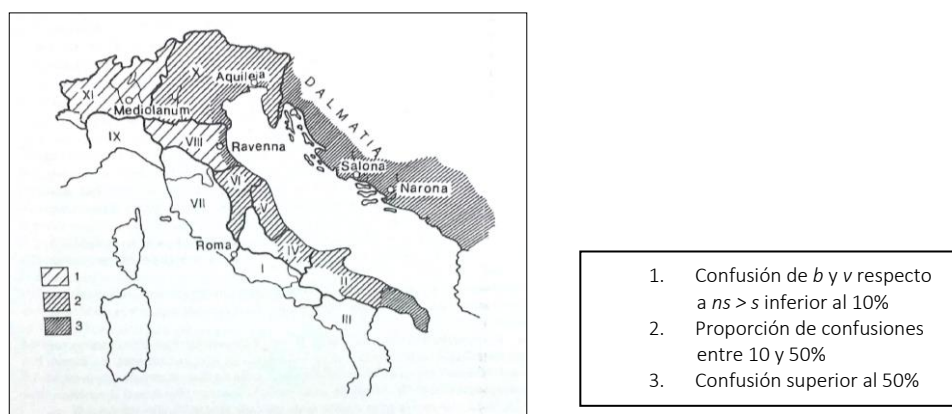 X
Aquileja
XI
Mediolanum
DALMATIA
IX
VIII
Ravenna
Salona
VI
Narona
VII
V
Roma
IV
I
II
III
1
2
3
1. Confusión de b y v respecto
a ns > s inferior al 10%
2. Proporción de confusiones
entre 10 y 50%
3. Confusión superior al 50%